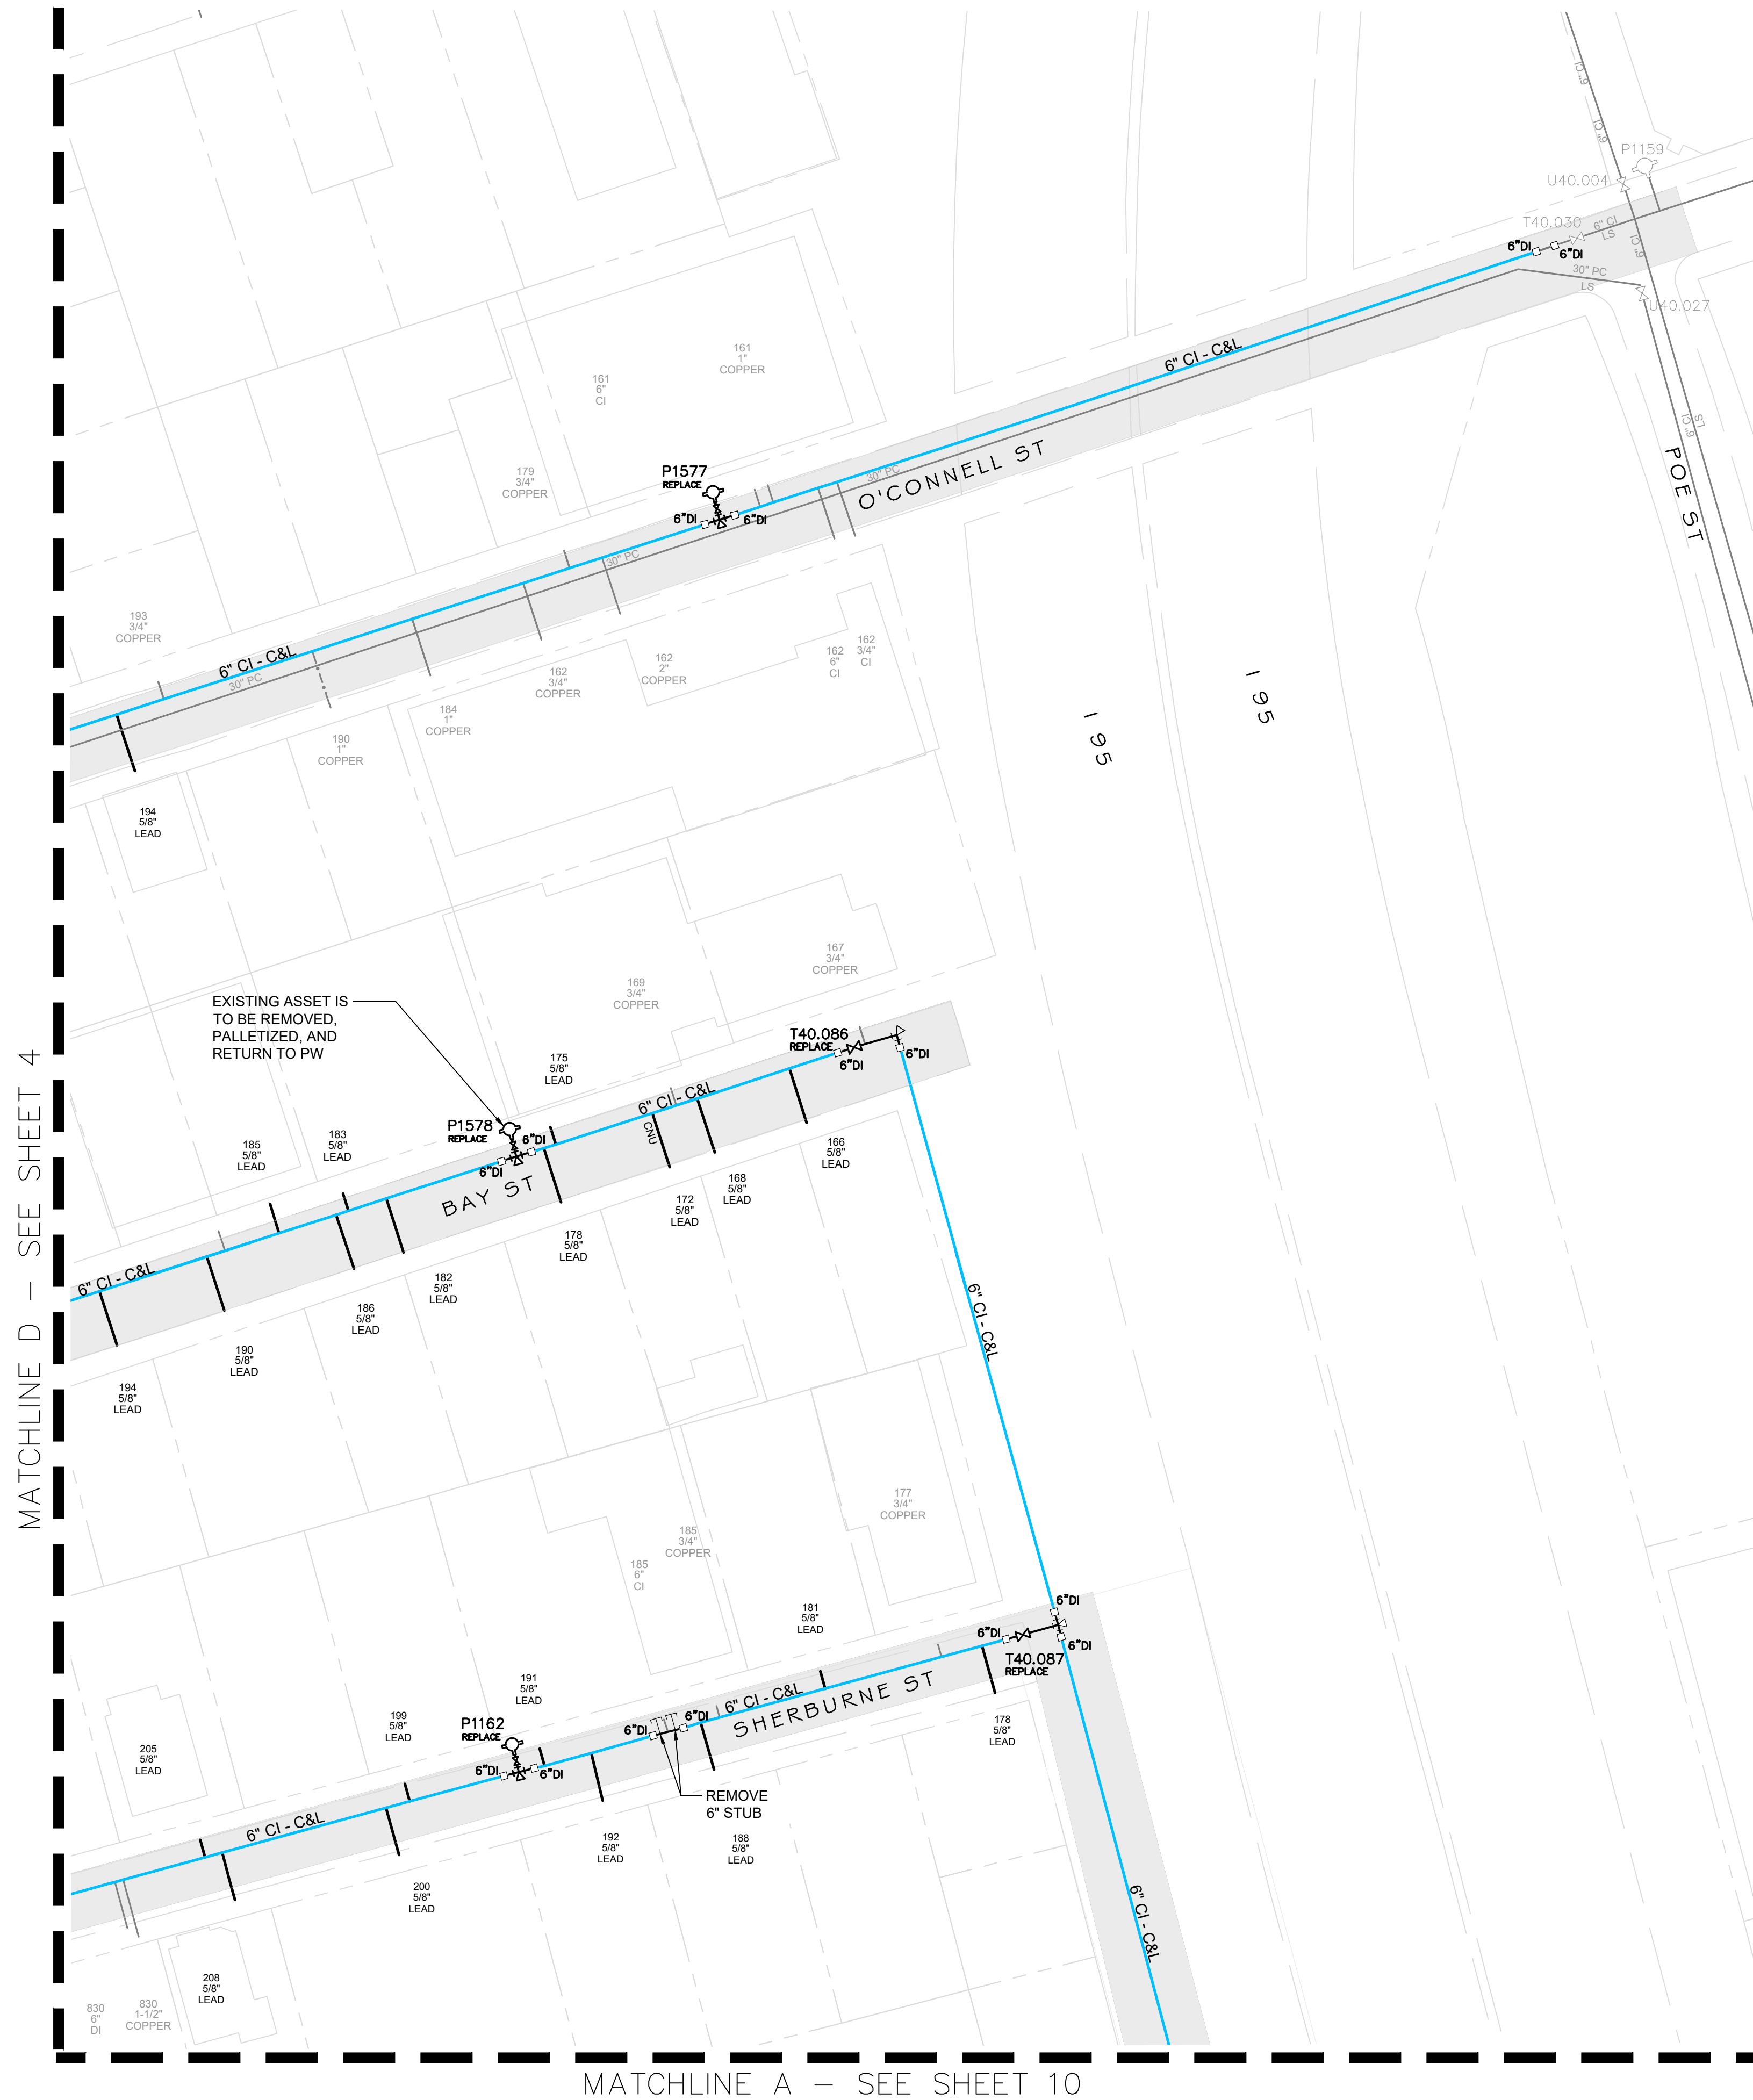 6" CI
6" CI
P1159
U40.004
T40.030
6" CI
LS
6" CI
6"DI
6"DI
30" PC
LS
U40.027
6" CI - C&L
161
1"
COPPER
161
6"
CI
LS
6" CI
POE ST
O'CONNELL ST
30" PC
179
3/4"
COPPER
P1577
REPLACE
6"DI
6"DI
30" PC
193
3/4"
COPPER
6" CI - C&L
30" PC
162
3/4"
CI
162
6"
CI
162
2"
COPPER
162
3/4"
COPPER
184
1"
COPPER
190
1"
COPPER
I 95
I 95
194
5/8"
LEAD
167
3/4"
COPPER
169
3/4"
COPPER
EXISTING ASSET IS
TO BE REMOVED,
PALLETIZED, AND
RETURN TO PW
T40.086
REPLACE
6"DI
6"DI
175
5/8"
LEAD
6" CI - C&L
CNU
P1578
REPLACE
6"DI
6"DI
BAY ST
183
5/8"
LEAD
185
5/8"
LEAD
166
5/8"
LEAD
168
5/8"
LEAD
172
5/8"
LEAD
178
5/8"
LEAD
182
5/8"
LEAD
186
5/8"
LEAD
190
5/8"
LEAD
194
5/8"
LEAD
6" CI - C&L
6" CI - C&L
MATCHLINE D - SEE SHEET 4
177
3/4"
COPPER
185
3/4"
COPPER
185
6"
CI
181
5/8"
LEAD
6"DI
6"DI
6"DI
T40.087
REPLACE
191
5/8"
LEAD
199
5/8"
LEAD
P1162
REPLACE
6"DI
6"DI
6"DI
6"DI
6" CI - C&L
SHERBURNE ST
178
5/8"
LEAD
205
5/8"
LEAD
REMOVE
6" STUB
6" CI - C&L
192
5/8"
LEAD
188
5/8"
LEAD
200
5/8"
LEAD
6" CI - C&L
208
5/8"
LEAD
830
6"
DI
830
1-1/2"
COPPER
MATCHLINE A - SEE SHEET 10